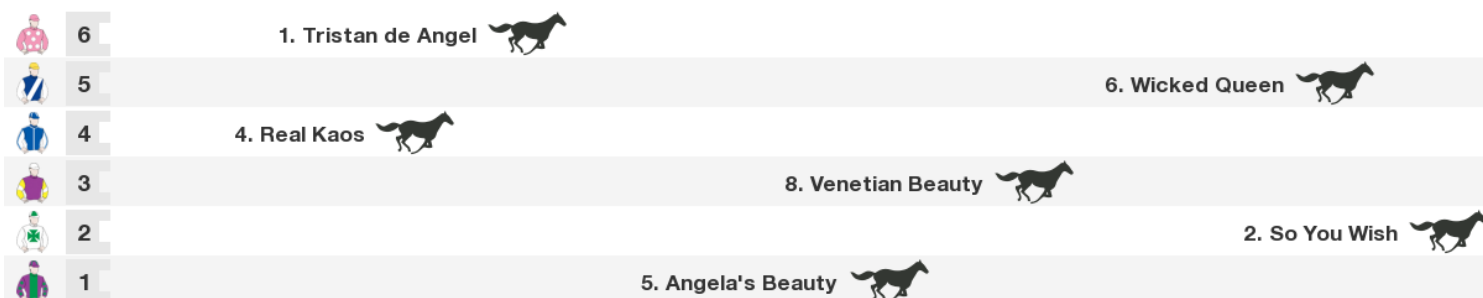 6 1. Tristan de Angel
5 6. Wicked Queen
4 4. Real Kaos
3 8. Venetian Beauty
2 2. So You Wish
1 5. Angela's Beauty